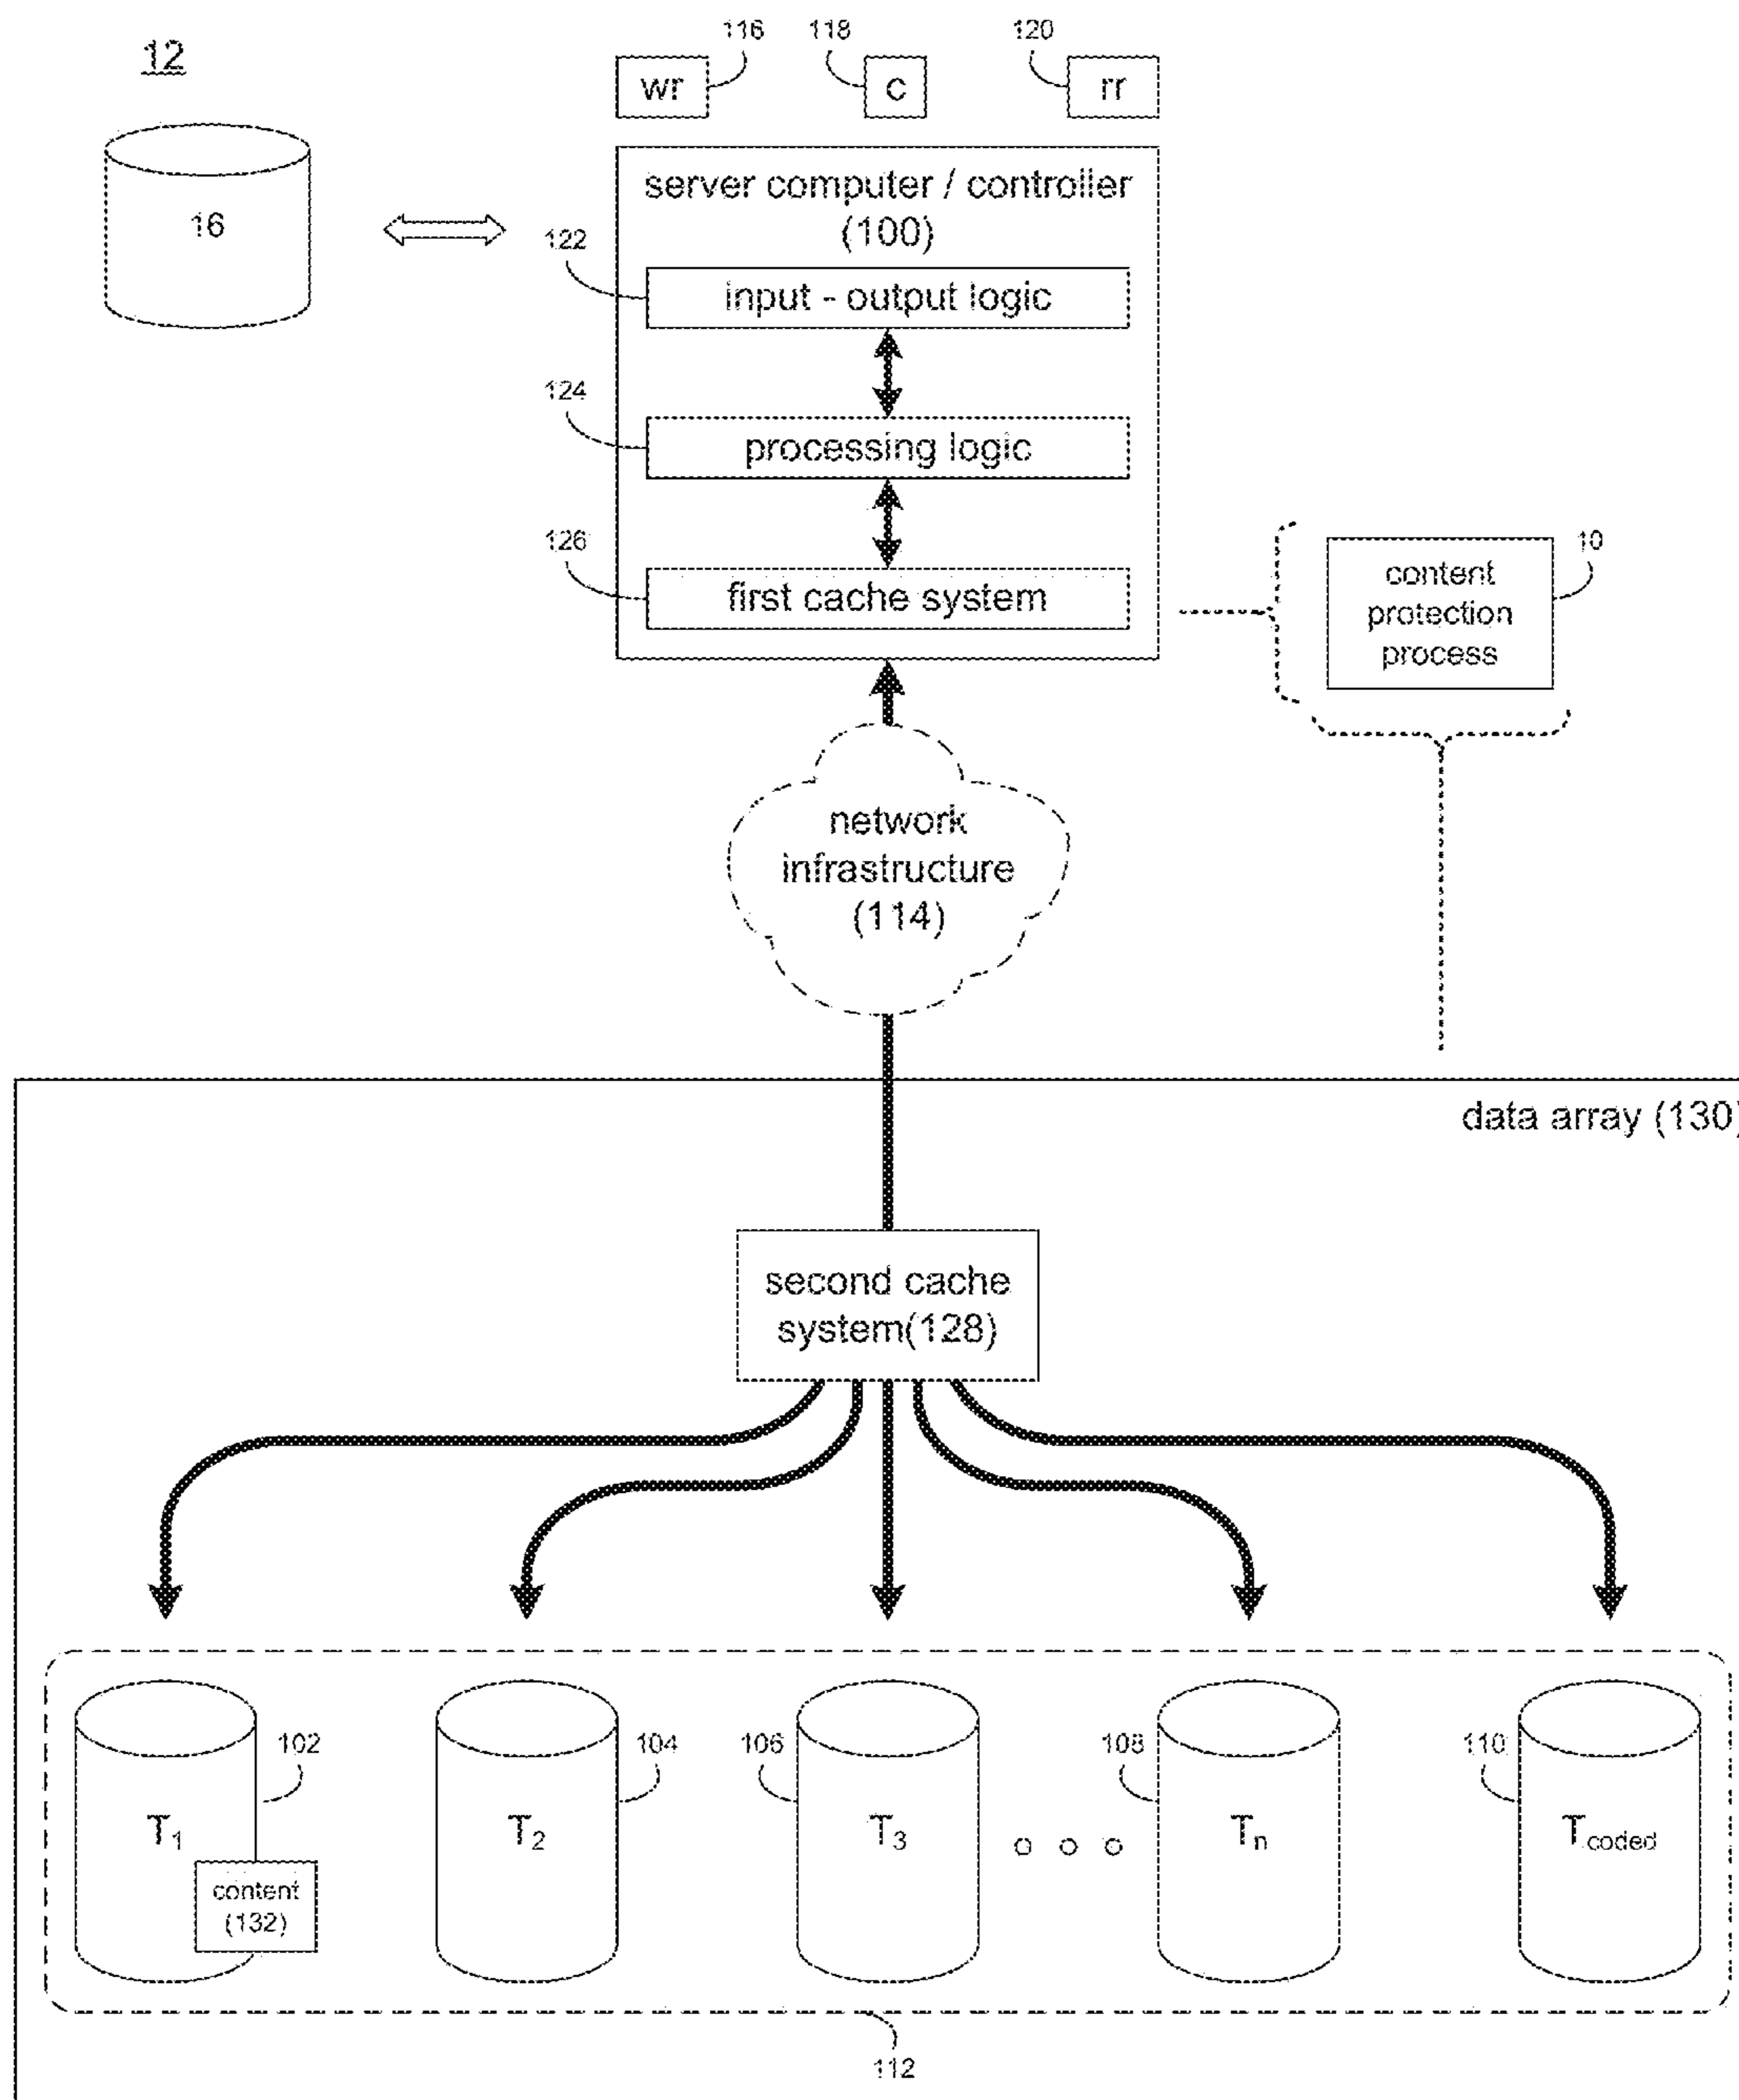 12
116
118
120
wr
c
rr
16
server computer / controller
(100)
122
input - output logic
124
processing logic
126
first cache system
10
content
protection
process
network
infrastructure
(114)
data array (130)
second cache
system(128)
102
104
106
108
110
T1
T2
T3
Tn
Tcoded
content
(132)
112